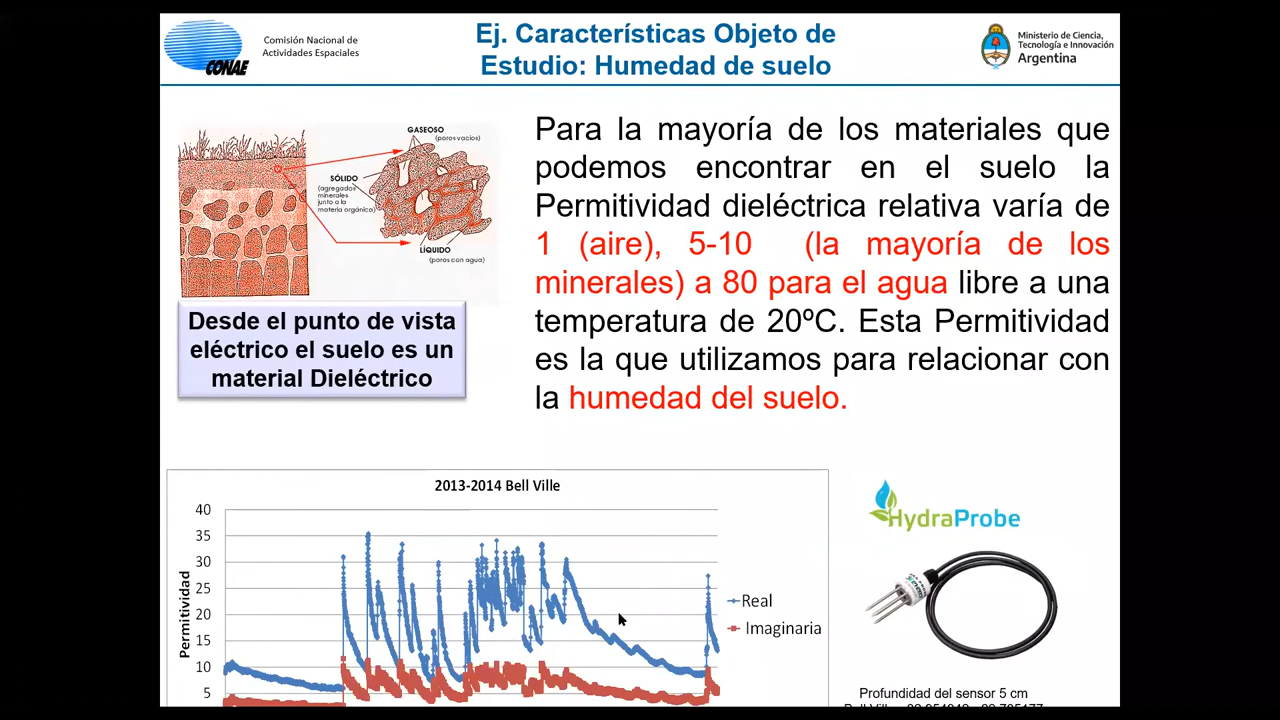 CONAE
Comisión Nacional de
Actividades Espaciales
Ej. Características Objeto de
Estudio: Humedad de suelo
Ministerio de Ciencia,
Tecnología e Innovación
Argentina
GASEOSO
(poros vacios)
SÓLIDO
(agregados
minerales
junto a la
materia orgánica)
LÍQUIDO
(poros con agua)
Desde el punto de vista
eléctrico el suelo es un
material Dieléctrico
Para la mayoría de los materiales que
podemos encontrar en el suelo la
Permitividad dieléctrica relativa varía de
1 (aire), 5-10 (la mayoría de los
minerales) a 80 para el agua libre a una
temperatura de 20ºC. Esta Permitividad
es la que utilizamos para relacionar con
la humedad del suelo.
2013-2014 Bell Ville
Permitividad
40
35
30
25
20
15
10
5
Real
Imaginaria
HydraProbe
Profundidad del sensor 5 cm